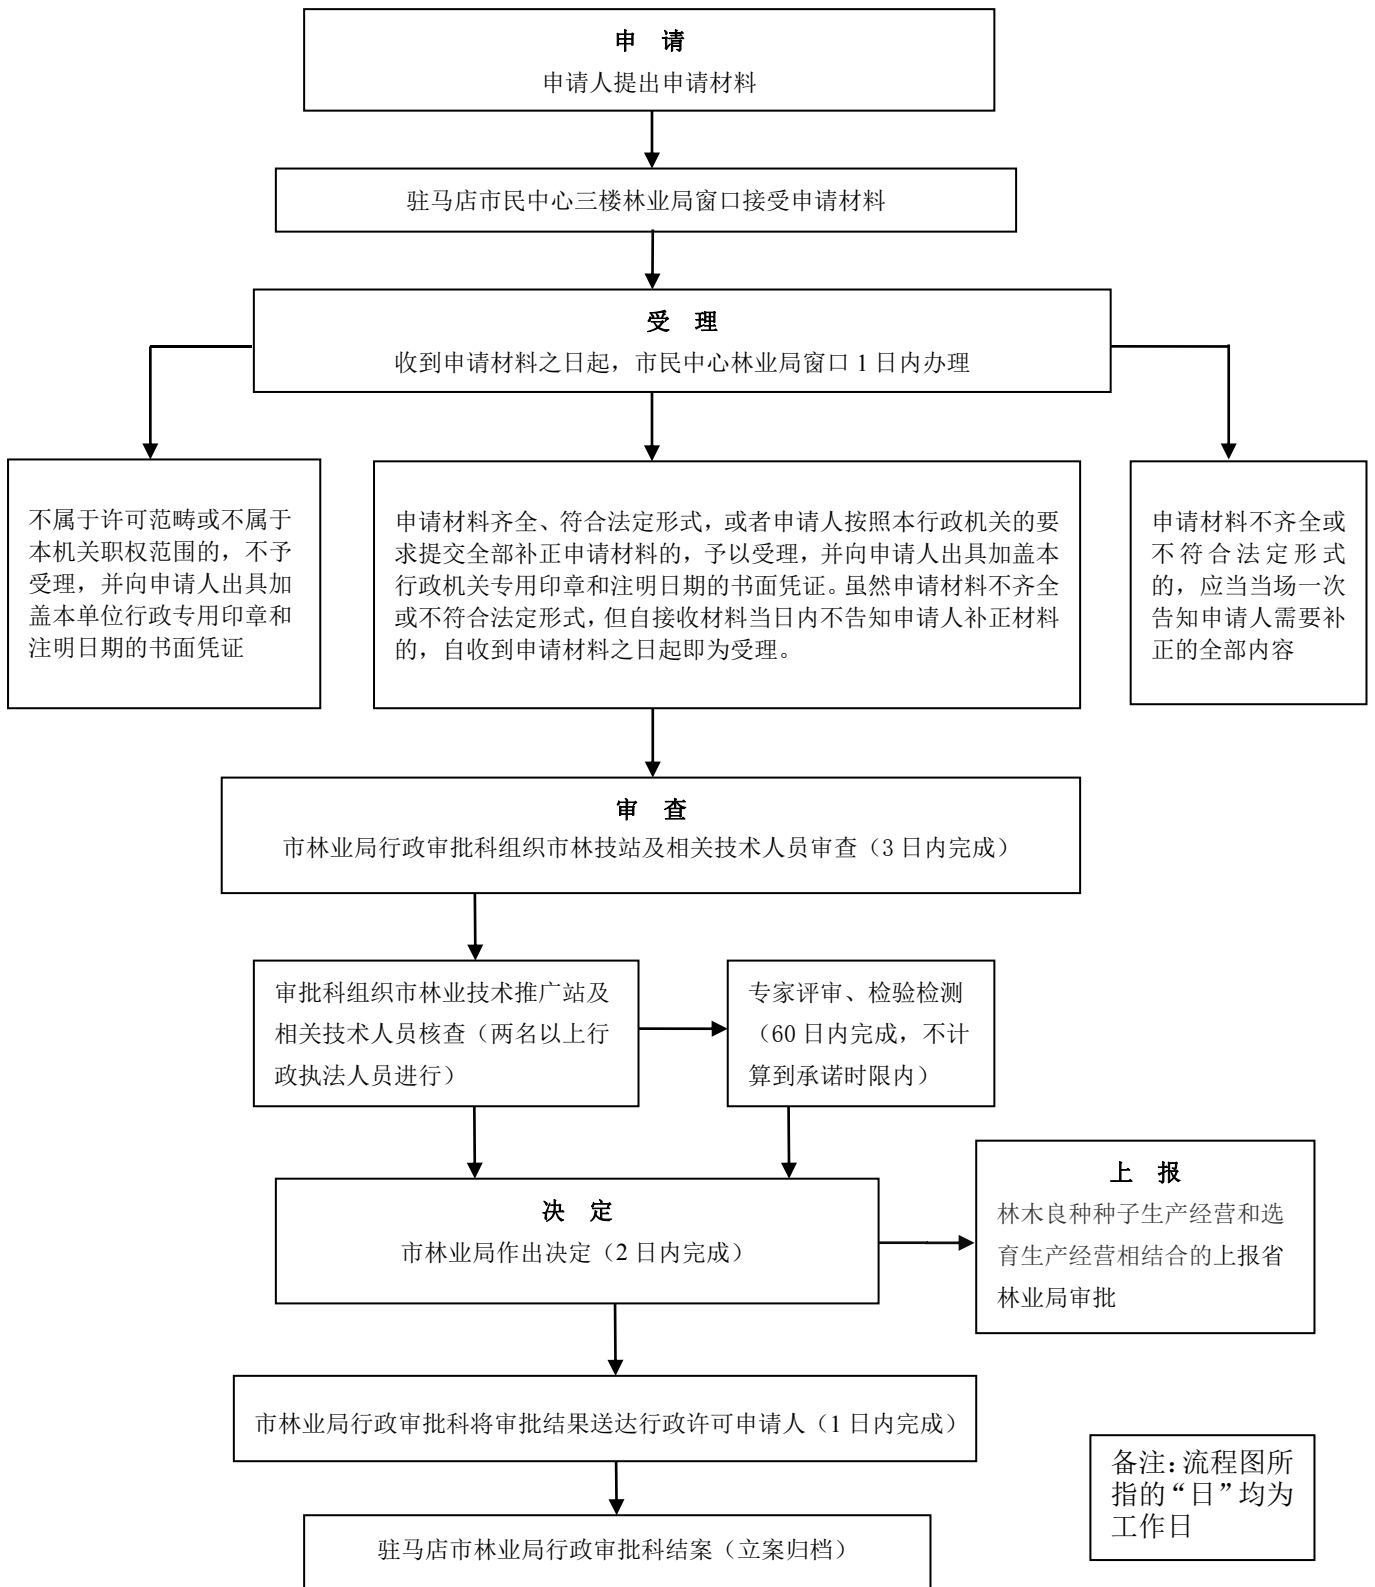 申 请
申请人提出申请材料
驻马店市民中心三楼林业局窗口接受申请材料
受 理
收到申请材料之日起，市民中心林业局窗口 1 日内办理
不属于许可范畴或不属于
本机关职权范围的，不予
受理，并向申请人出具加
盖本单位行政专用印章和
注明日期的书面凭证
申请材料齐全、符合法定形式，或者申请人按照本行政机关的要
求提交全部补正申请材料的，予以受理，并向申请人出具加盖本
行政机关专用印章和注明日期的书面凭证。虽然申请材料不齐全
或不符合法定形式，但自接收材料当日内不告知申请人补正材料
的，自收到申请材料之日起即为受理。
申请材料不齐全或
不符合法定形式
的，应当当场一次
告知申请人需要补
正的全部内容
审 查
市林业局行政审批科组织市林技站及相关技术人员审查（3 日内完成）
审批科组织市林业技术推广站及
相关技术人员核查（两名以上行
政执法人员进行）
专家评审、检验检测
（60 日内完成，不计
算到承诺时限内）
决 定
市林业局作出决定（2 日内完成）
上 报
林木良种种子生产经营和选
育生产经营相结合的上报省
林业局审批
市林业局行政审批科将审批结果送达行政许可申请人（1 日内完成）
备注：流程图所
指的“日”均为
工作日
驻马店市林业局行政审批科结案（立案归档）